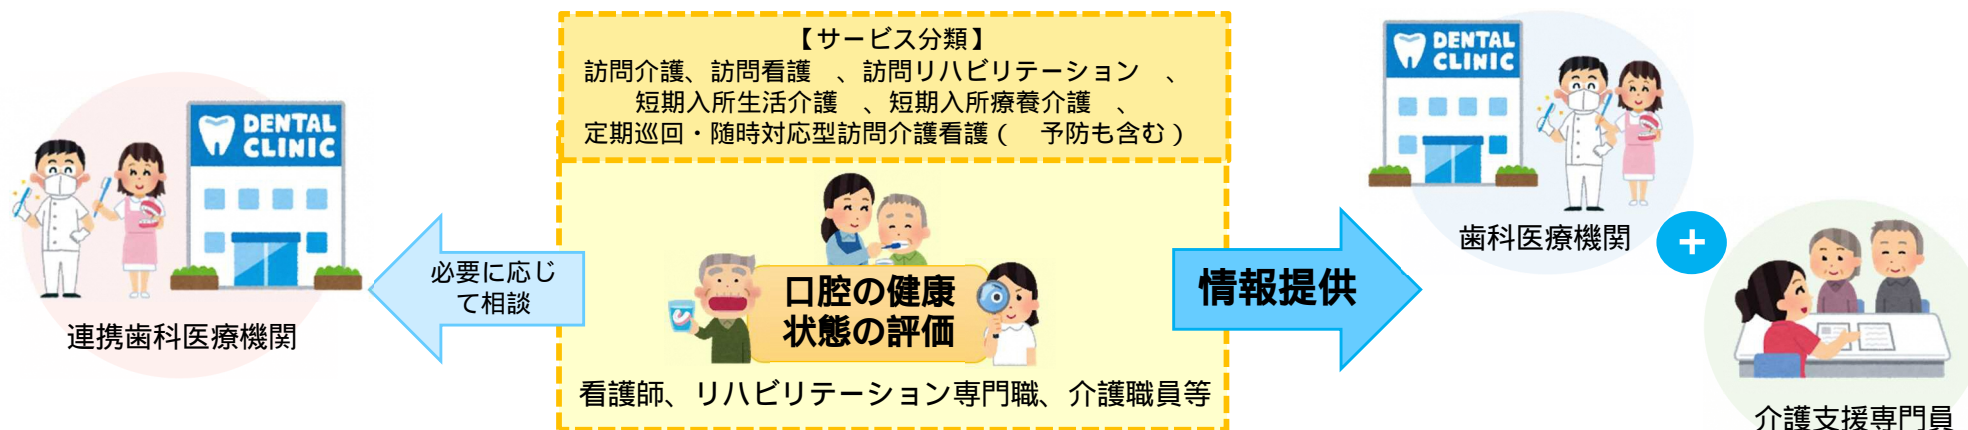 【サービス分類】
訪問介護、訪問看護　、訪問リハビリテーション　、
短期入所生活介護　、短期入所療養介護　、
定期巡回・随時対応型訪問介護看護（　予防も含む）
DENTAL
CLINIC
連携歯科医療機関
必要に応じ
て相談
口腔の健康
状態の評価
看護師、リハビリテーション専門職、介護職員等
情報提供
DENTAL
CLINIC
歯科医療機関
+
介護支援専門員